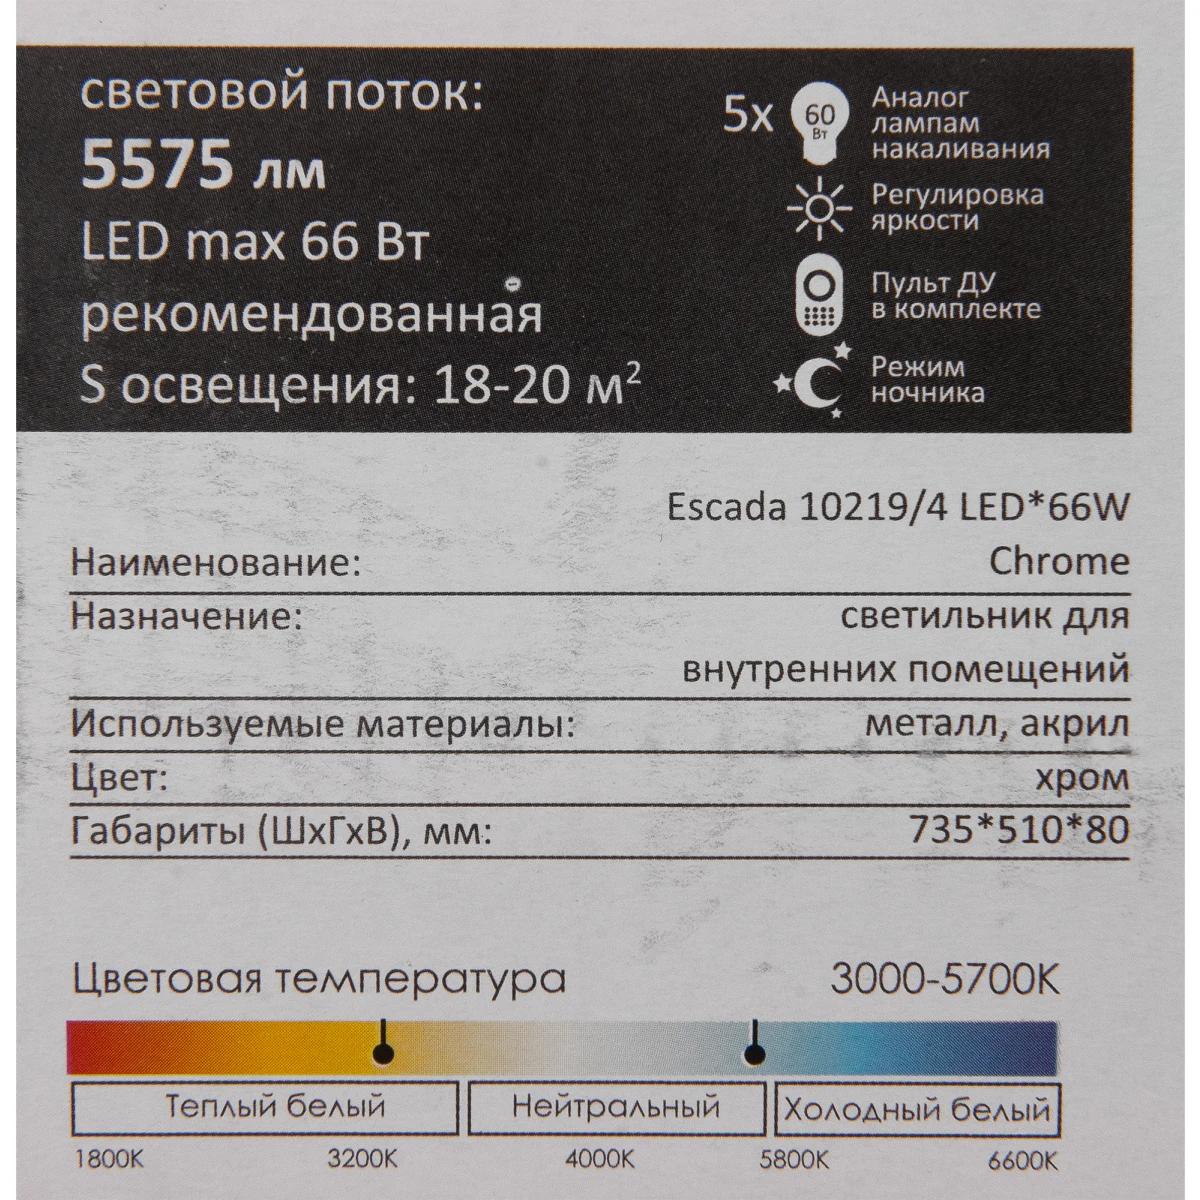 световой поток:
5575 лм
LED max 66 Вт
рекомендованная
S освещения: 18-20 м²
5x
60
Вт
Аналог
лампам
накаливания
Регулировка
яркости
Пульт ДУ
в комплекте
Режим
ночника
Escada 10219/4 LED*66W
Наименование: Chrome
Назначение: светильник для
внутренних помещений
Используемые материалы: металл, акрил
Цвет: хром
Габариты (ШхГхВ), мм: 735*510*80
Цветовая температура 3000-5700K
Теплый белый Нейтральный Холодный белый
1800K 3200K 4000K 5800K 6600K